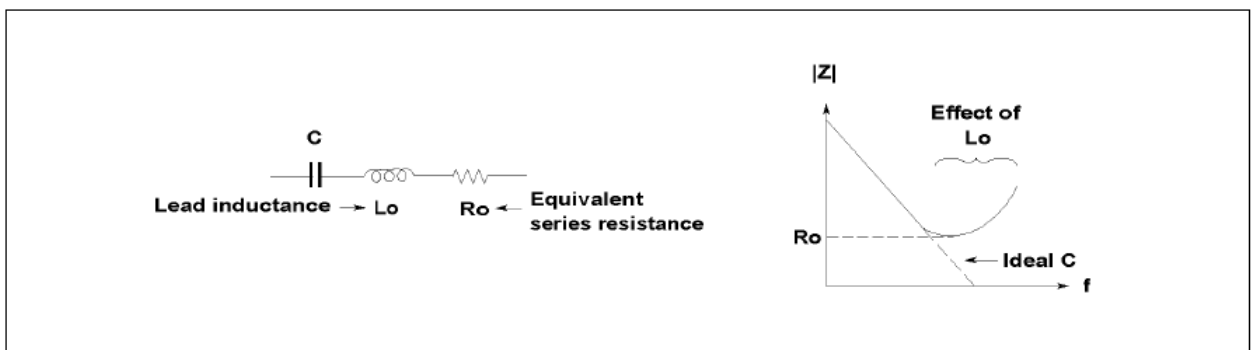 C
Lead inductance
Lo
Ro
Equivalent
series resistance
|Z|
Effect of
Lo
Ro
Ideal C
f